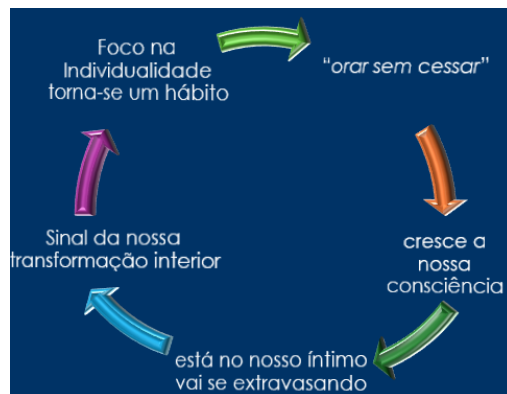 Foco na
Individualidade
torna-se um hábito
“orar sem cessar”
cresce a
nossa
consciência
está no nosso íntimo
vai se extravasando
Sinal da nossa
transformação interior